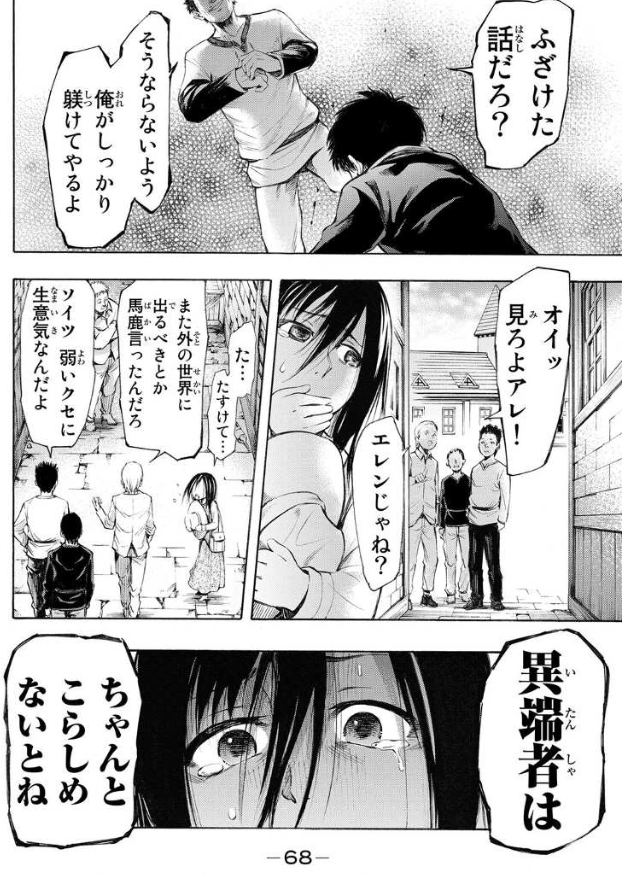 ふざけた
話だろ?
そうならないよう
俺がしっかり
躾けてやるよ
オイッ
見ろよアレ!
エレンじゃね?
た…
たすけて…
また外の世界に
出るべきとか
馬鹿言ったんだろ
ソイツ 弱いクセに
生意気なんだよ
異端者は
ちゃんと
こらしめ
ないとね
—68—